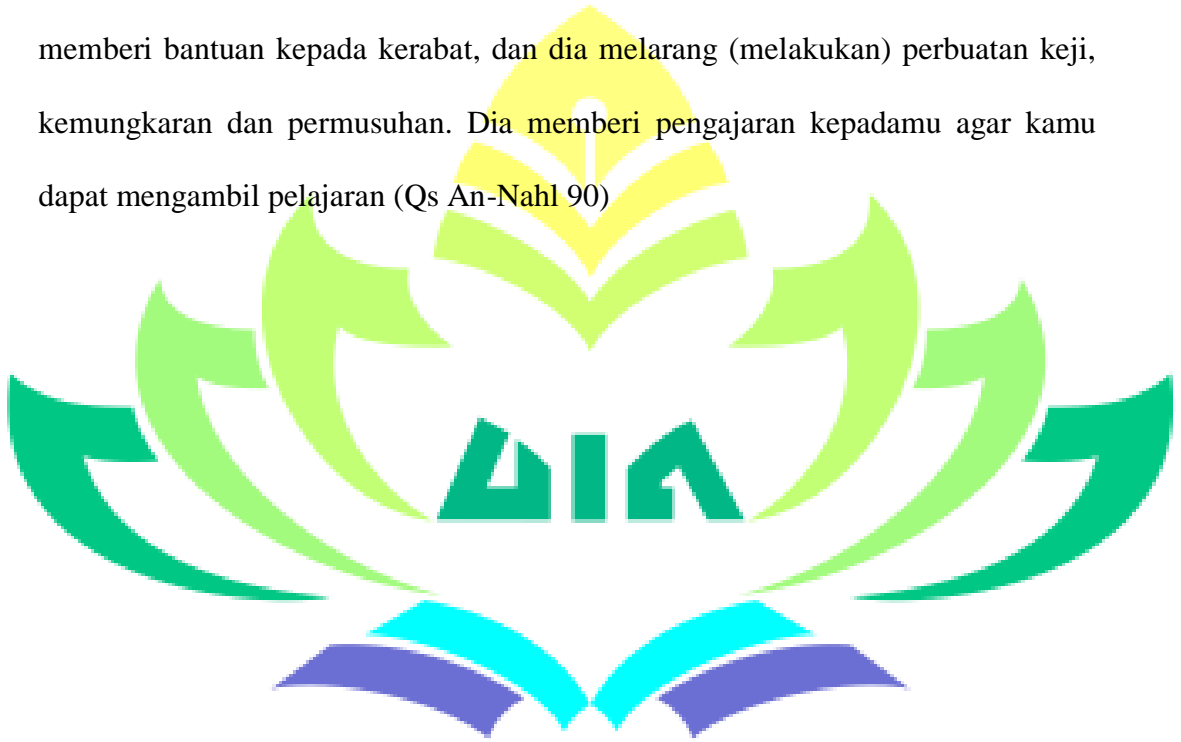 memberi bantuan kepada kerabat, dan dia melarang (melakukan) perbuatan keji,
kemungkaran dan permusuhan. Dia memberi pengajaran kepadamu agar kamu
dapat mengambil pelajaran (Qs An-Nahl 90)